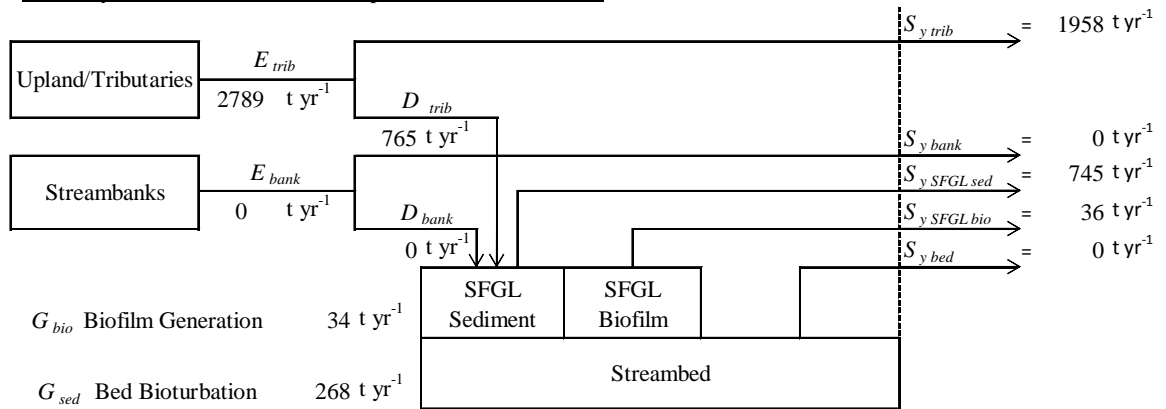 S y trib = 1958 t yr-1
Upland/Tributaries
E trib
2789 t yr-1
D trib
765 t yr-1
S y bank = 0 t yr-1
Streambanks
E bank
0 t yr-1
S y SFGL sed = 745 t yr-1
D bank
0 t yr-1
S y SFGL bio = 36 t yr-1
S y bed = 0 t yr-1
SFGL
Sediment
SFGL
Biofilm
G bio Biofilm Generation 34 t yr-1
Streambed
G sed Bed Bioturbation 268 t yr-1